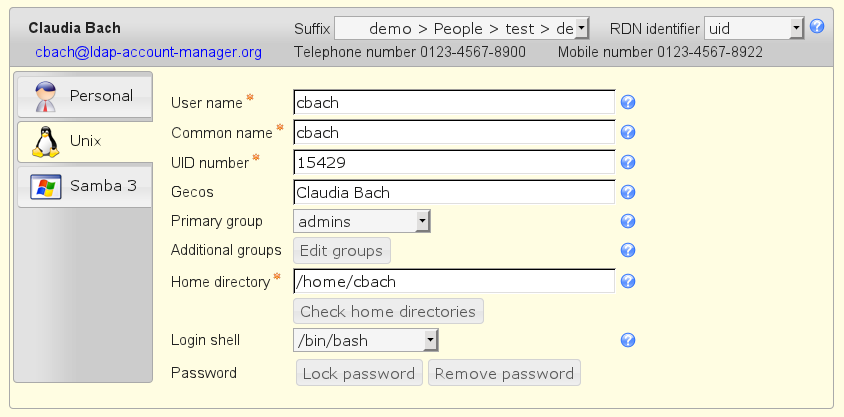 Claudia Bach Suffix demo > People > test > de RDN identifier uid
cbach@ldap-account-manager.org Telephone number 0123-4567-8900 Mobile number 0123-4567-8922
Personal
Unix
Samba 3
User name * cbach
Common name * cbach
UID number * 15429
Gecos Claudia Bach
Primary group admins
Additional groups Edit groups
Home directory * /home/cbach
Check home directories
Login shell /bin/bash
Password Lock password Remove password